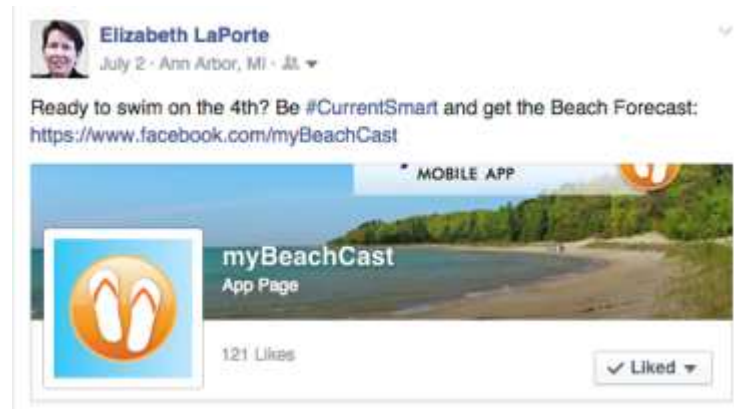 Elizabeth LaPorte
July 2 · Ann Arbor, MI ·
Ready to swim on the 4th? Be #CurrentSmart and get the Beach Forecast:
https://www.facebook.com/myBeachCast
MOBILE APP
myBeachCast
App Page
121 Likes
Liked